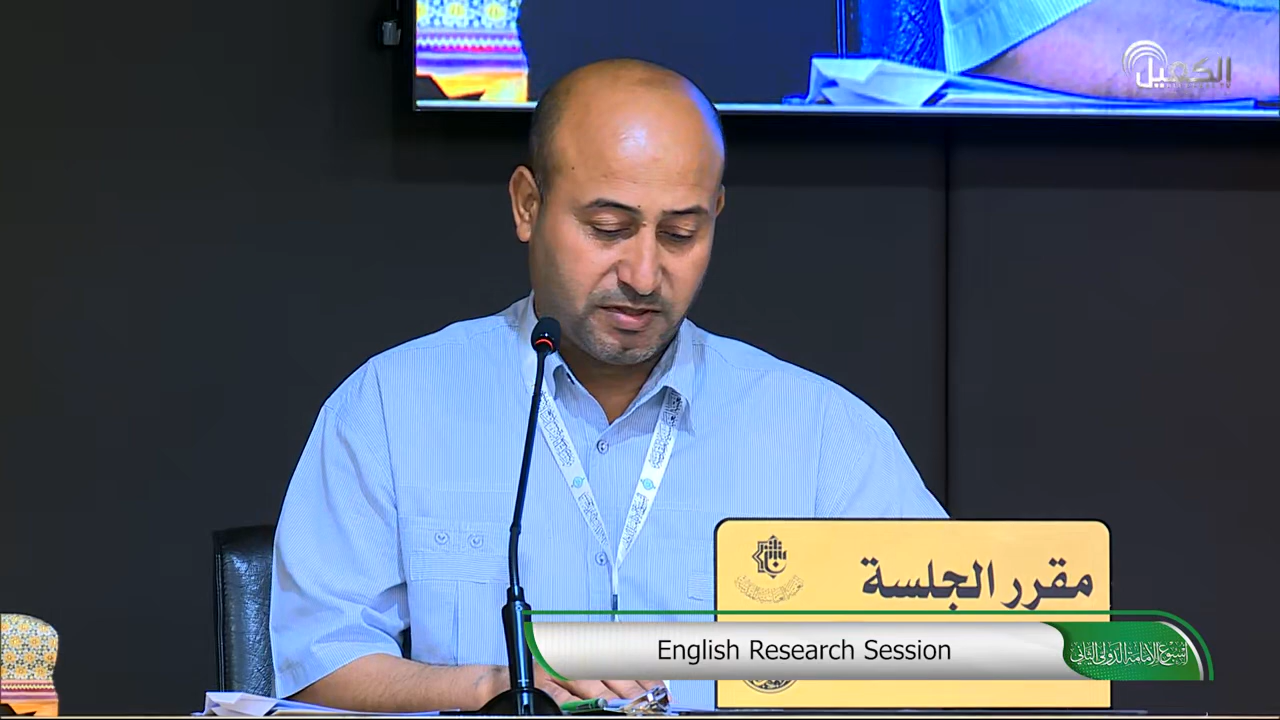 الكفيل
مقرر الجلسة
English Research Session
أسبوع الإمامة الدولي الثاني